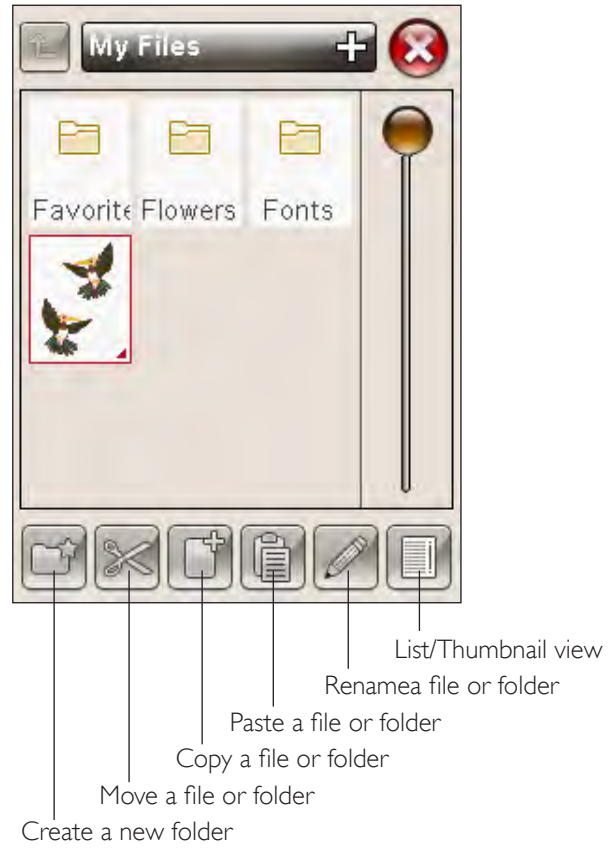 My Files
Favorite Flowers Fonts
List/Thumbnail view
Renamea file or folder
Paste a file or folder
Copy a file or folder
Move a file or folder
Create a new folder